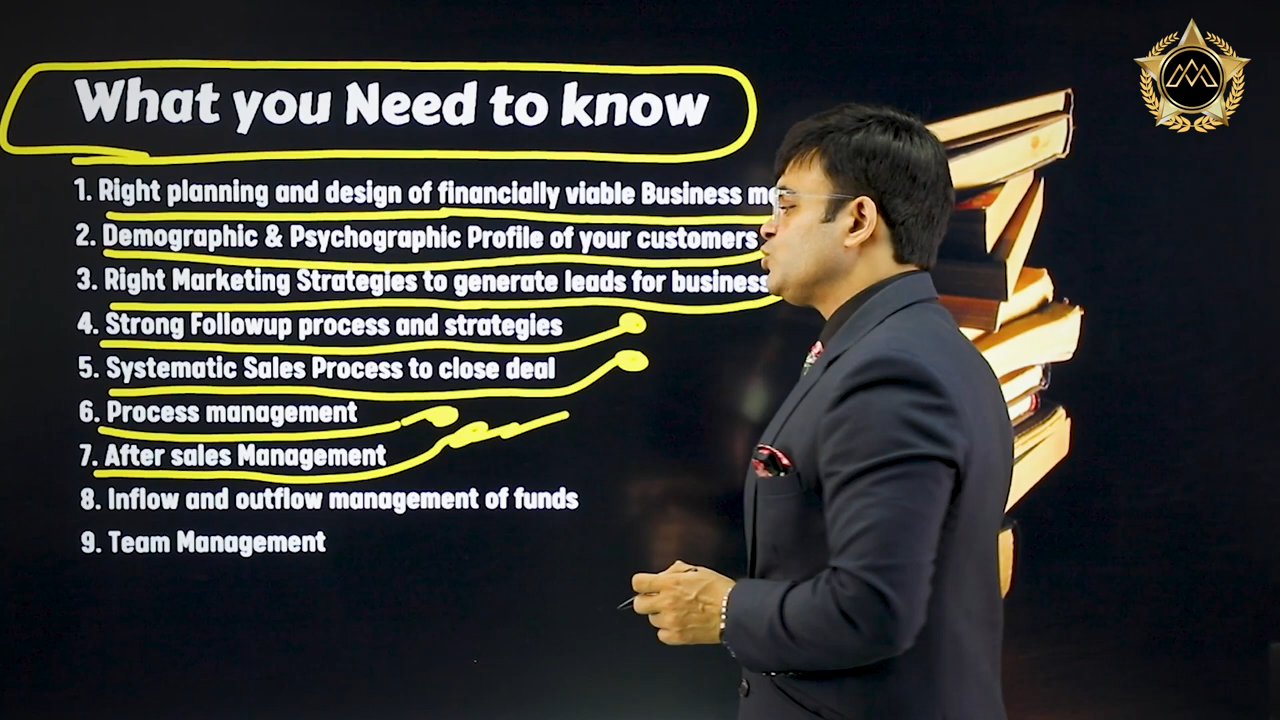 What you Need to know
1. Right planning and design of financially viable Business
2. Demographic & Psychographic Profile of your customers
3. Right Marketing Strategies to generate leads for business
4. Strong Followup process and strategies
5. Systematic Sales Process to close deal
6. Process management
7. After sales Management
8. Inflow and outflow management of funds
9. Team Management